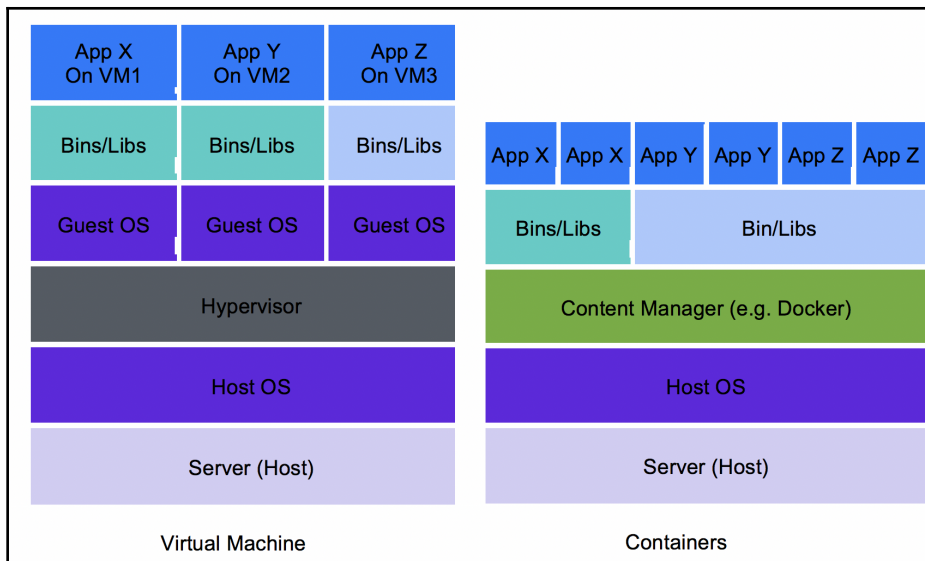 App X
On VM1
App Y
On VM2
App Z
On VM3
Bins/Libs
Bins/Libs
Bins/Libs
Guest OS
Guest OS
Guest OS
Hypervisor
Host OS
Server (Host)
Virtual Machine
App X
App X
App Y
App Y
App Z
App Z
Bins/Libs
Bin/Libs
Content Manager (e.g. Docker)
Host OS
Server (Host)
Containers